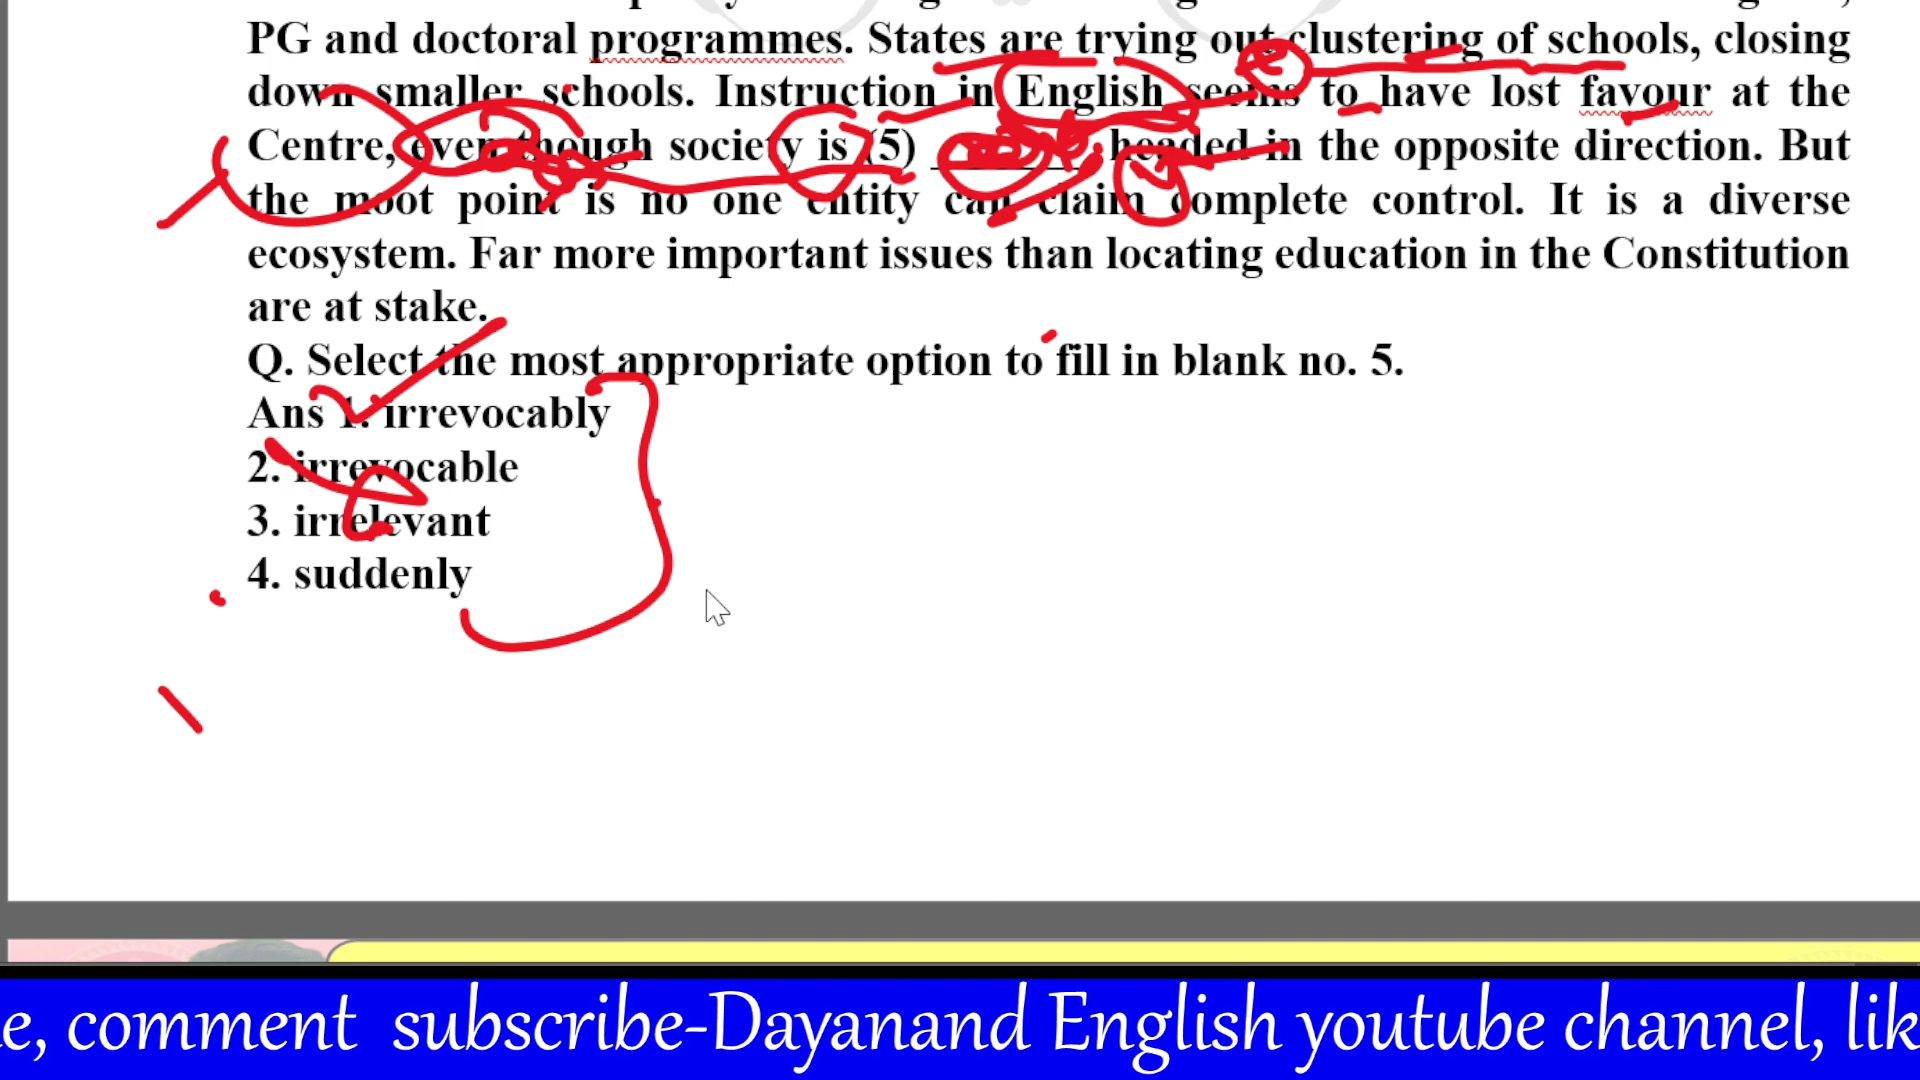 PG and doctoral programmes. States are trying out clustering of schools, closing
down smaller schools. Instruction in English seems to have lost favour at the
Centre, even though society is (5) ______ headed in the opposite direction. But
the moot point is no one entity can claim complete control. It is a diverse
ecosystem. Far more important issues than locating education in the Constitution
are at stake.
Q. Select the most appropriate option to fill in blank no. 5.
Ans 1. irrevocably
2. irrevocable
3. irrelevant
4. suddenly
e, comment subscribe-Dayanand English youtube channel, lik